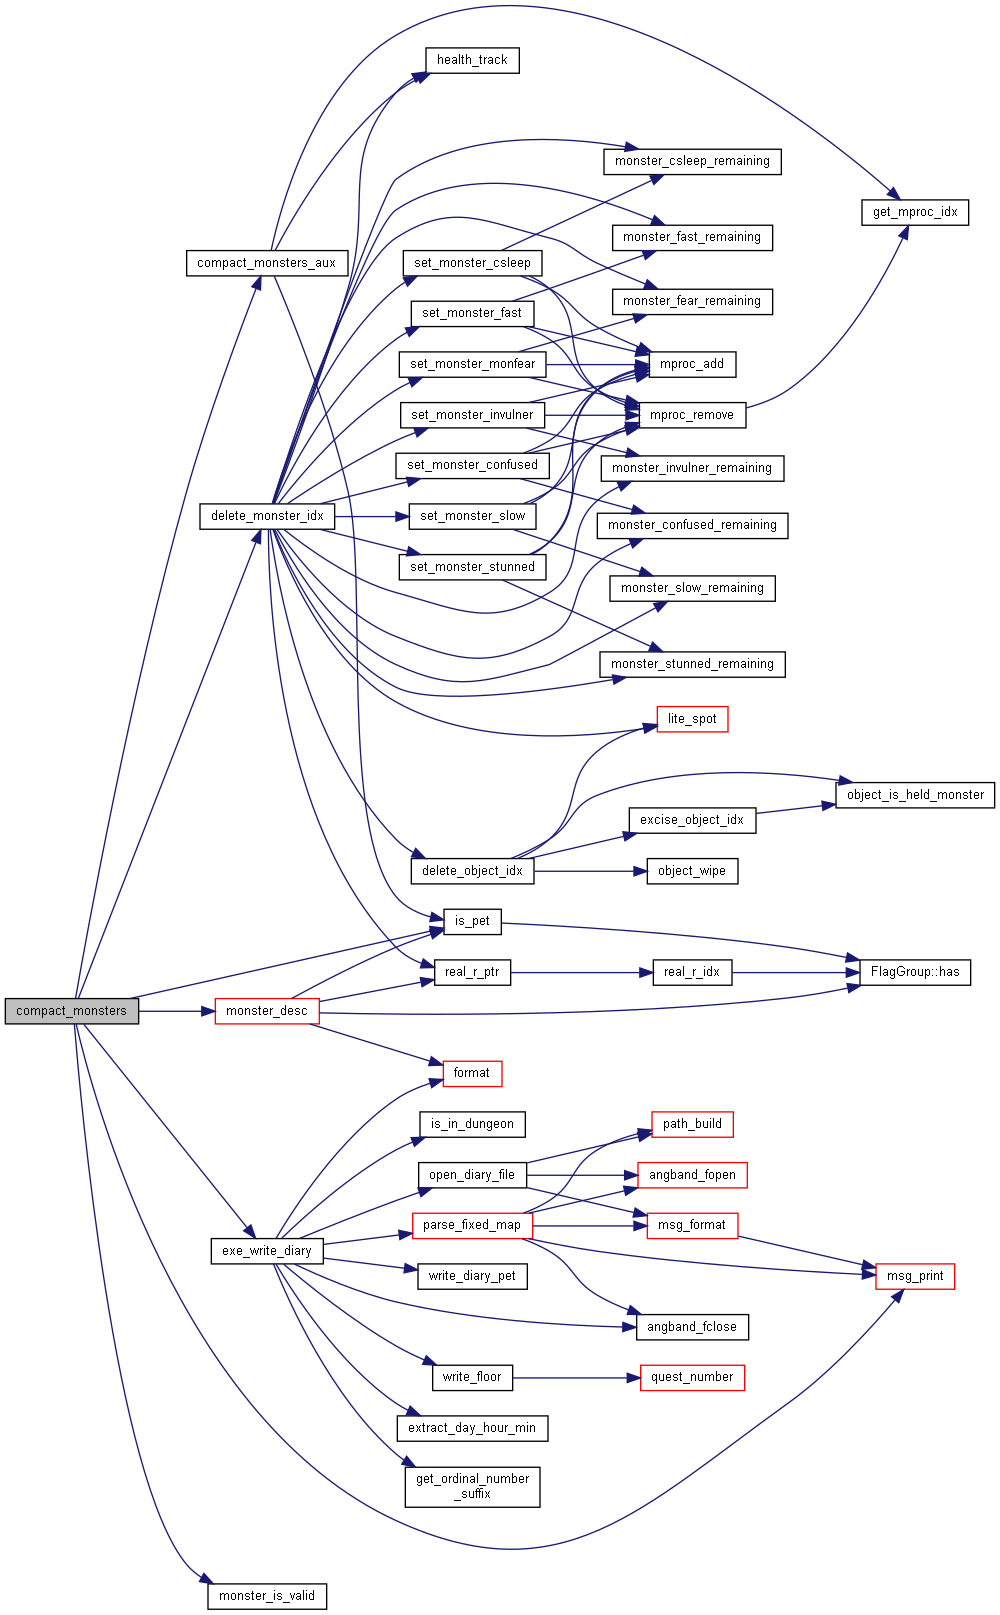 health_track
monster_csleep_remaining
get_mproc_idx
monster_fast_remaining
compact_monsters_aux
set_monster_csleep
monster_fear_remaining
set_monster_fast
set_monster_monfear
mproc_add
set_monster_invulner
mproc_remove
set_monster_confused
monster_invulner_remaining
delete_monster_idx
set_monster_slow
monster_confused_remaining
set_monster_stunned
monster_slow_remaining
monster_stunned_remaining
lite_spot
object_is_held_monster
excise_object_idx
delete_object_idx
object_wipe
is_pet
real_r_ptr
real_r_idx
FlagGroup::has
compact_monsters
monster_desc
format
is_in_dungeon
path_build
open_diary_file
angband_fopen
parse_fixed_map
msg_format
exe_write_diary
write_diary_pet
msg_print
angband_fclose
write_floor
quest_number
extract_day_hour_min
get_ordinal_number
_suffix
monster_is_valid